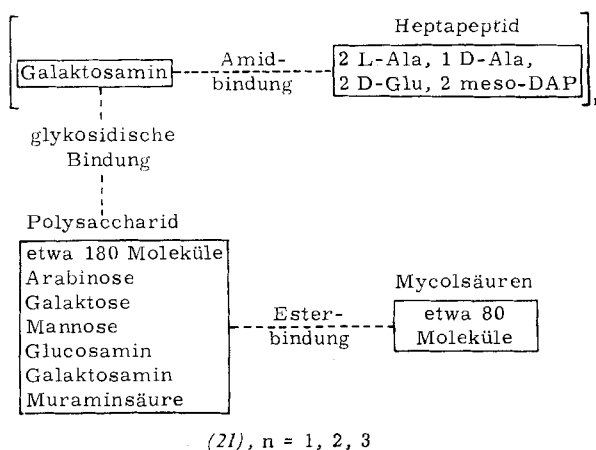 Heptapeptid
Galaktosamin
Amid-
bindung
2 L-Ala, 1 D-Ala,
2 D-Glu, 2 meso-DAP
n
glykosidische
Bindung
Polysaccharid
etwa 180 Moleküle
Arabinose
Galaktose
Mannose
Glucosamin
Galaktosamin
Muraminsäure
Ester-
bindung
Mycolsäuren
etwa 80
Moleküle
(21), n = 1, 2, 3